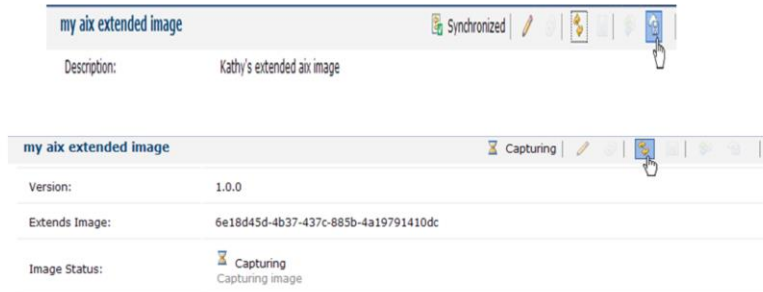 my aix extended image Synchronized
Description: Kathy's extended aix image
my aix extended image Capturing
Version: 1.0.0
Extends Image: 6e18d45d-4b37-437c-885b-4a19791410dc
Image Status: Capturing
Capturing image